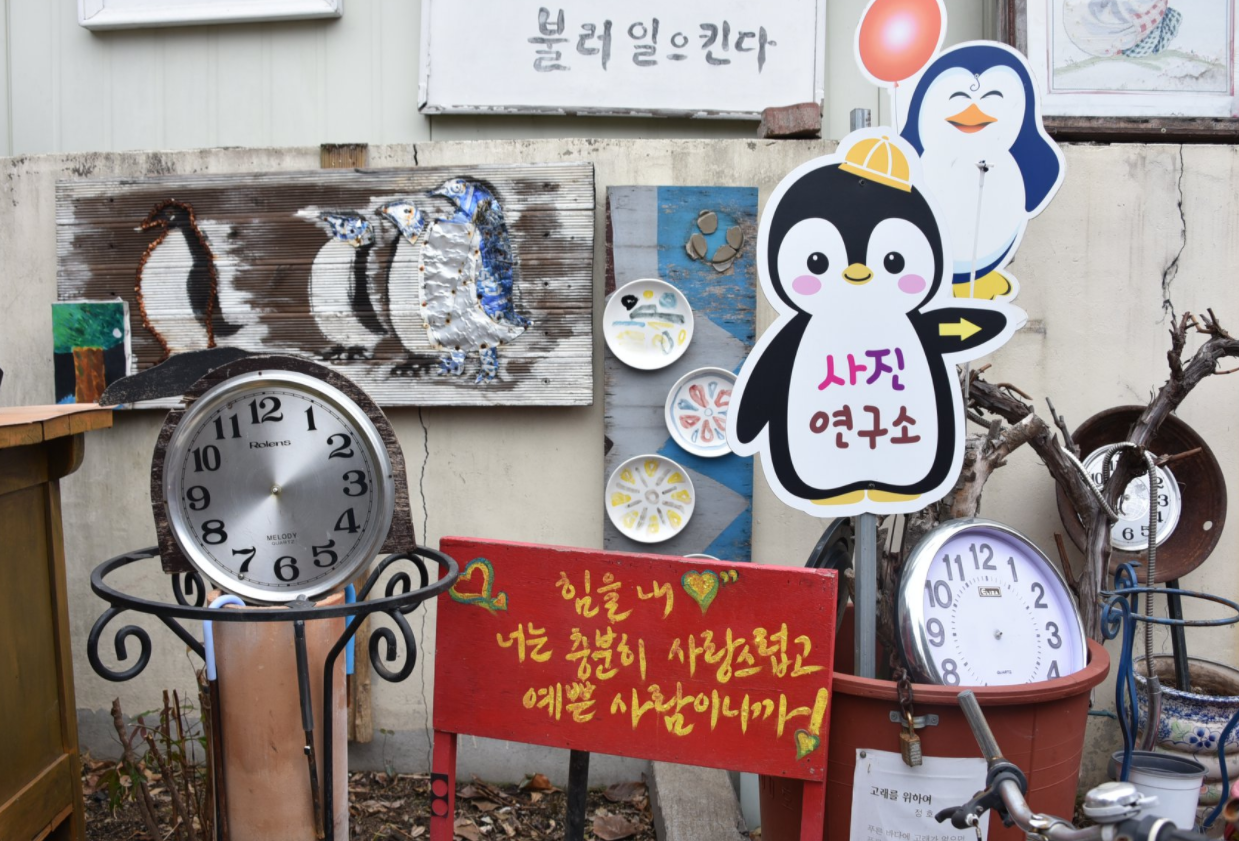 불러 일으킨다
사진
연구소
힘을 내"
너는 충분히 사랑스럽고
예쁜 사람이니까!
12
1
2
3
4
5
6
7
8
9
10
11
Rolens
MELODY
QUARTZ
12
1
2
3
4
8
9
10
11
고래를 위하여